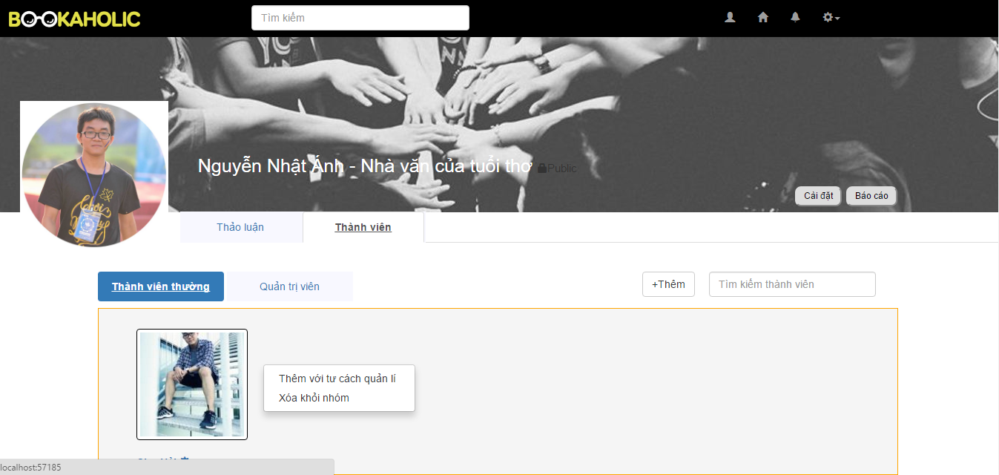 BOOKAHOLIC
Tìm kiếm
Nguyễn Nhật Ánh - Nhà văn của tuổi thơ Public
Cài đặt Báo cáo
Thảo luận Thành viên
Thành viên thường Quản trị viên +Thêm Tìm kiếm thành viên
Thêm với tư cách quản lí
Xóa khỏi nhóm
localhost:57185